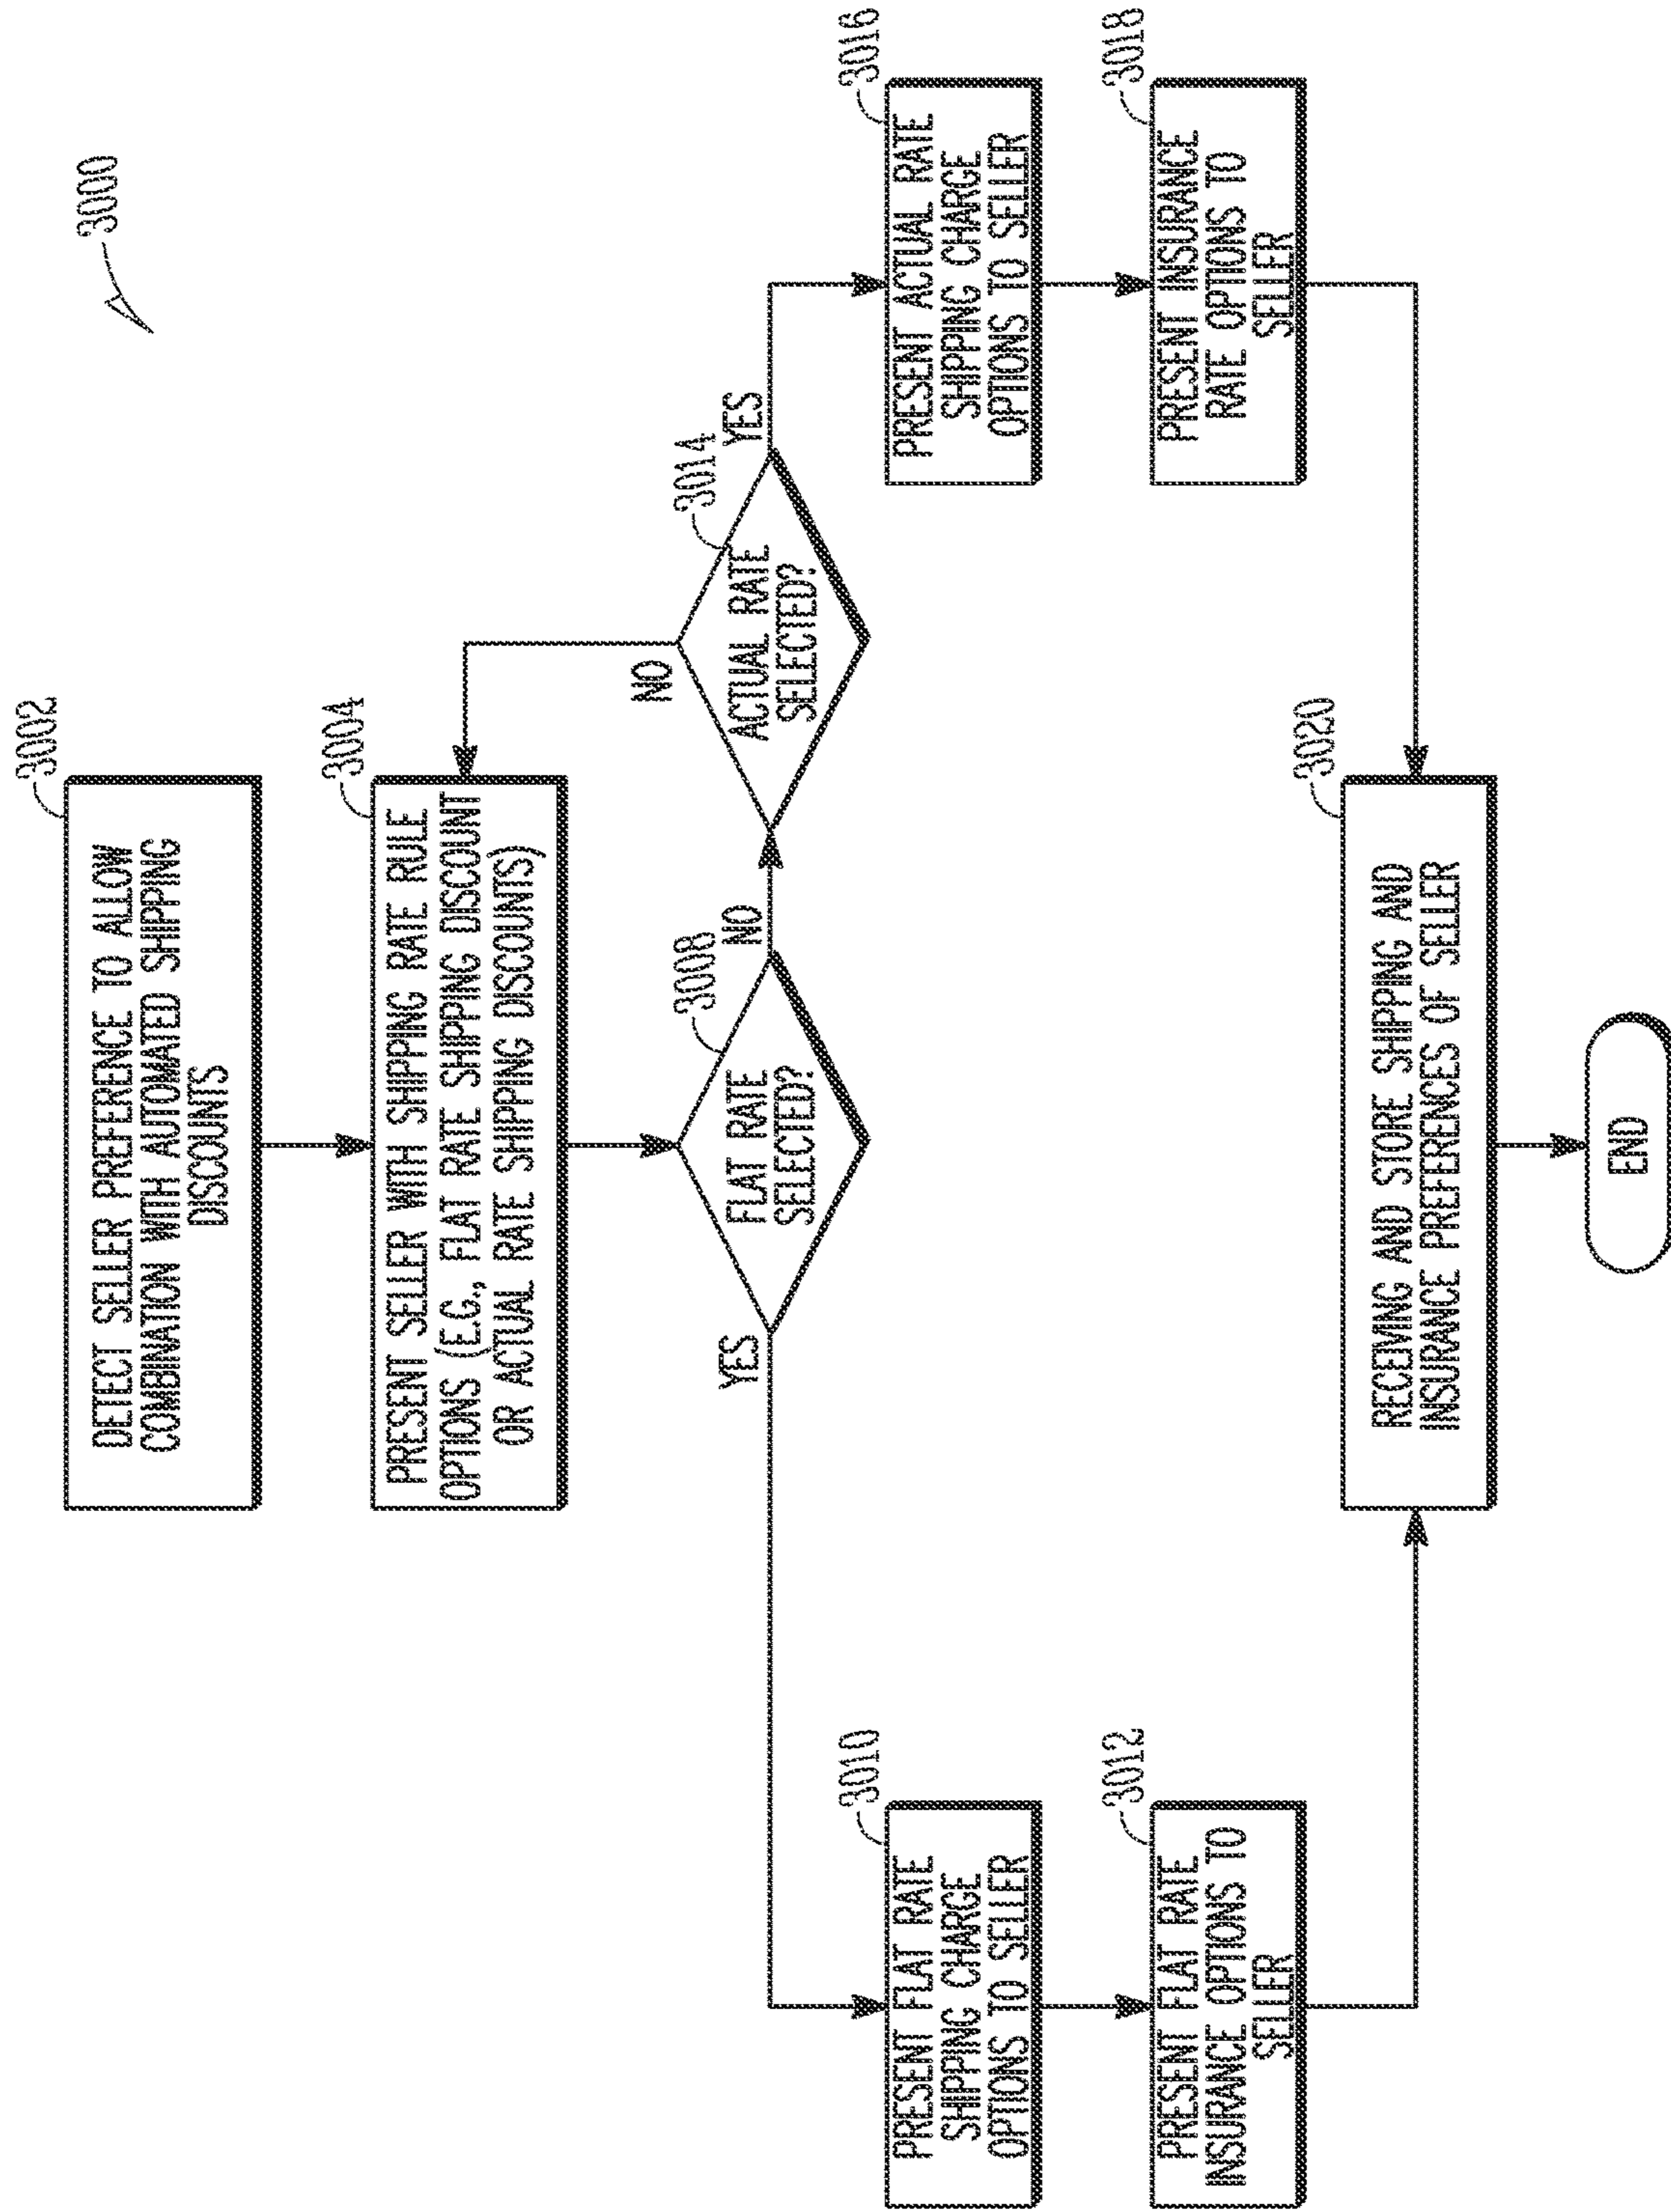 3000
3002
DETECT SELLER PREFERENCE TO ALLOW
COMBINATION WITH AUTOMATED SHIPPING
DISCOUNTS
3004
PRESENT SELLER WITH SHIPPING RATE RULE
OPTIONS (E.G., FLAT RATE SHIPPING DISCOUNT
OR ACTUAL RATE SHIPPING DISCOUNTS)
3008
FLAT RATE
SELECTED?
YES
NO
3014
ACTUAL RATE
SELECTED?
NO
YES
3010
PRESENT FLAT RATE
SHIPPING CHARGE
OPTIONS TO SELLER
3012
PRESENT FLAT RATE
INSURANCE OPTIONS TO
SELLER
3016
PRESENT ACTUAL RATE
SHIPPING CHARGE
OPTIONS TO SELLER
3018
PRESENT INSURANCE
RATE OPTIONS TO
SELLER
3020
RECEIVING AND STORE SHIPPING AND
INSURANCE PREFERENCES OF SELLER
END